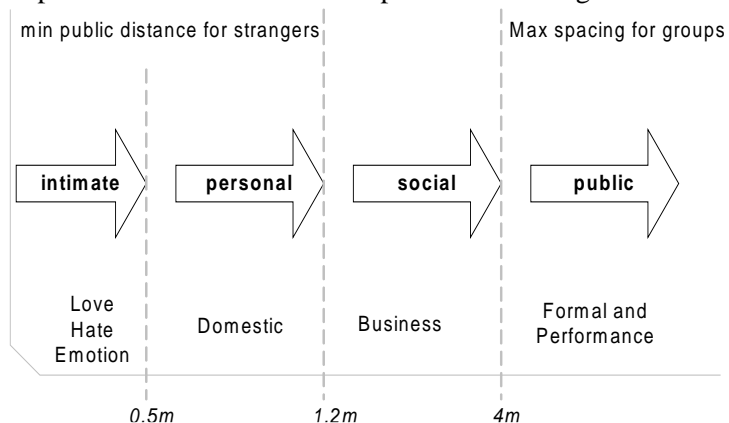 min public distance for strangers
Max spacing for groups
intimate
personal
social
public
Love
Hate
Emotion
Domestic
Business
Formal and
Performance
0.5m
1.2m
4m